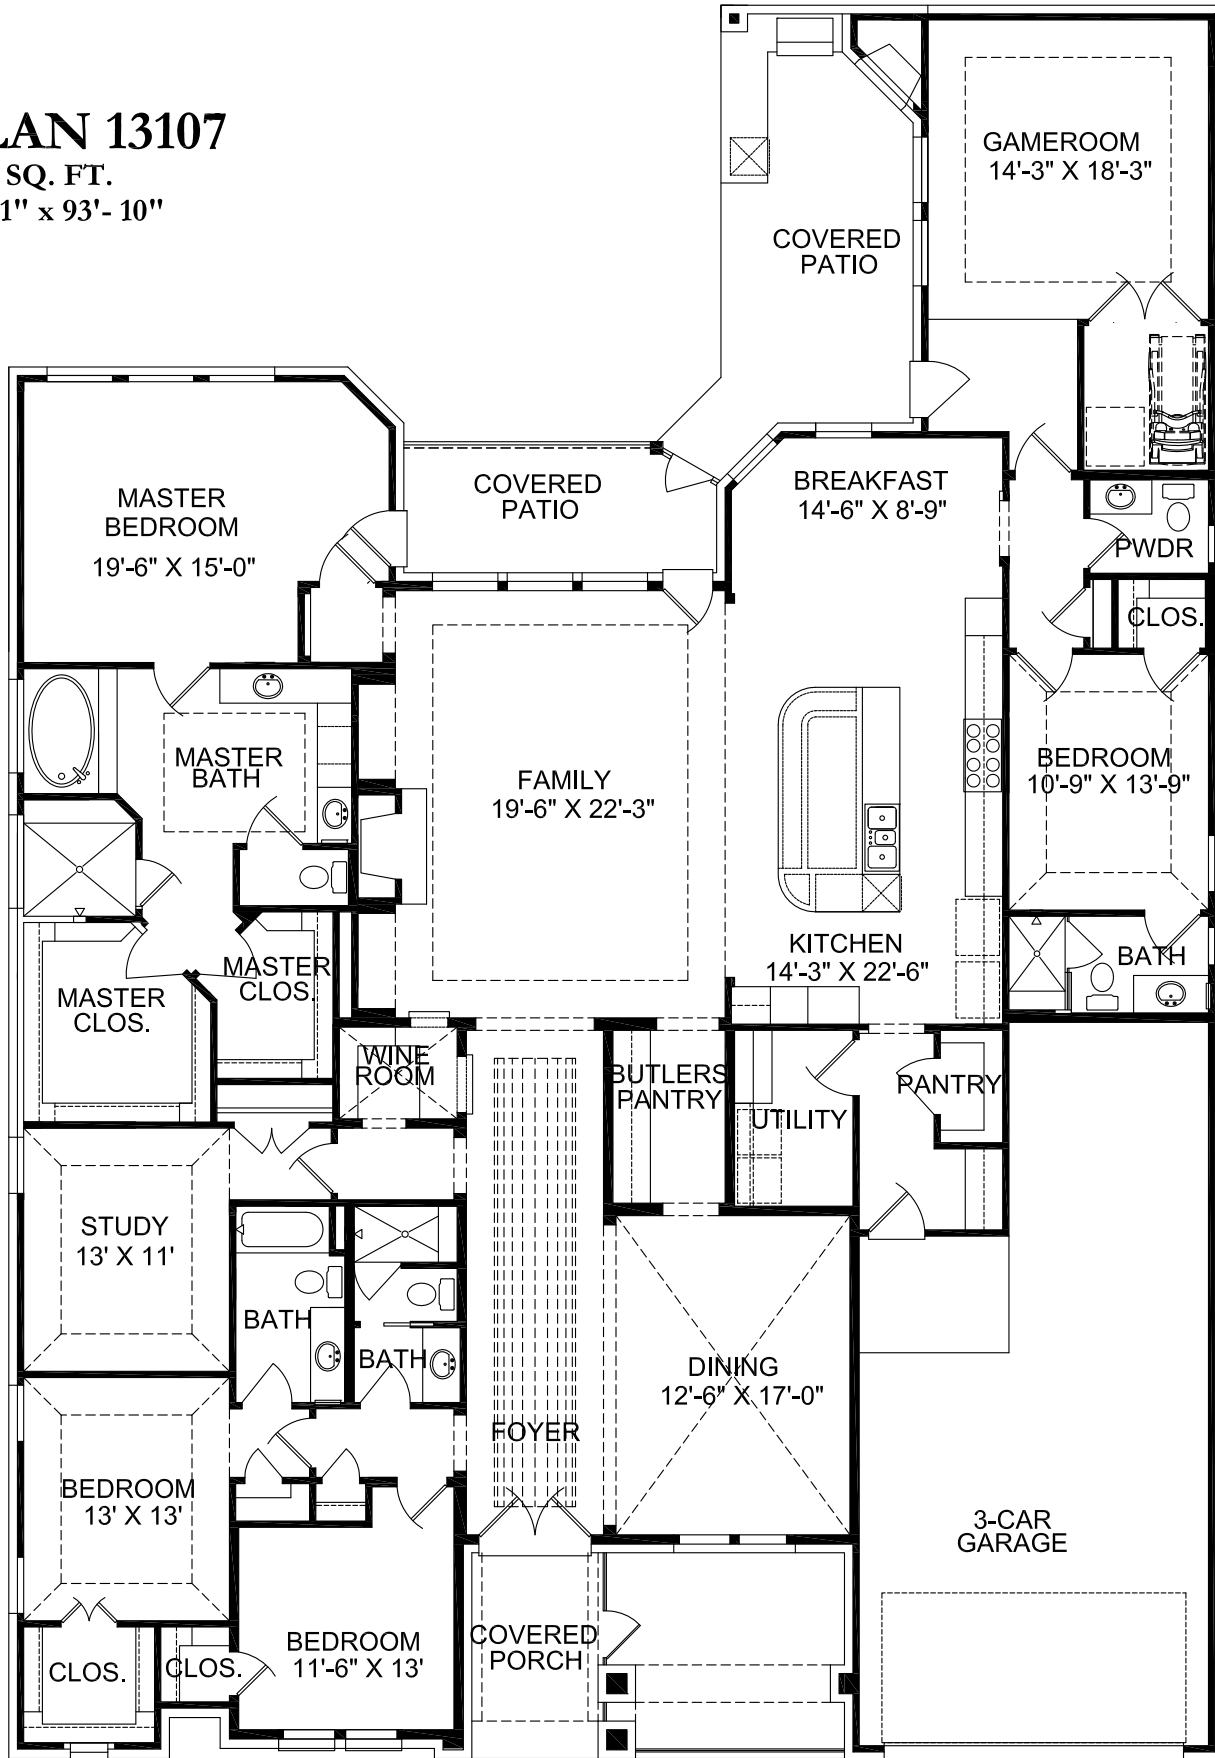 LAN 13107
SQ. FT.
1" x 93'- 10"
GAMEROOM
14'-3" X 18'-3"
COVERED
PATIO
MASTER
BEDROOM
19'-6" X 15'-0"
COVERED
PATIO
BREAKFAST
14'-6" X 8'-9"
PWDR
CLOS.
MASTER
BATH
FAMILY
19'-6" X 22'-3"
BEDROOM
10'-9" X 13'-9"
KITCHEN
14'-3" X 22'-6"
BATH
MASTER
CLOS.
MASTER
CLOS.
WINE
ROOM
BUTLERS
PANTRY
UTILITY
PANTRY
STUDY
13' X 11'
BATH
BATH
DINING
12'-6" X 17'-0"
FOYER
BEDROOM
13' X 13'
3-CAR
GARAGE
BEDROOM
11'-6" X 13'
COVERED
PORCH
CLOS.
CLOS.